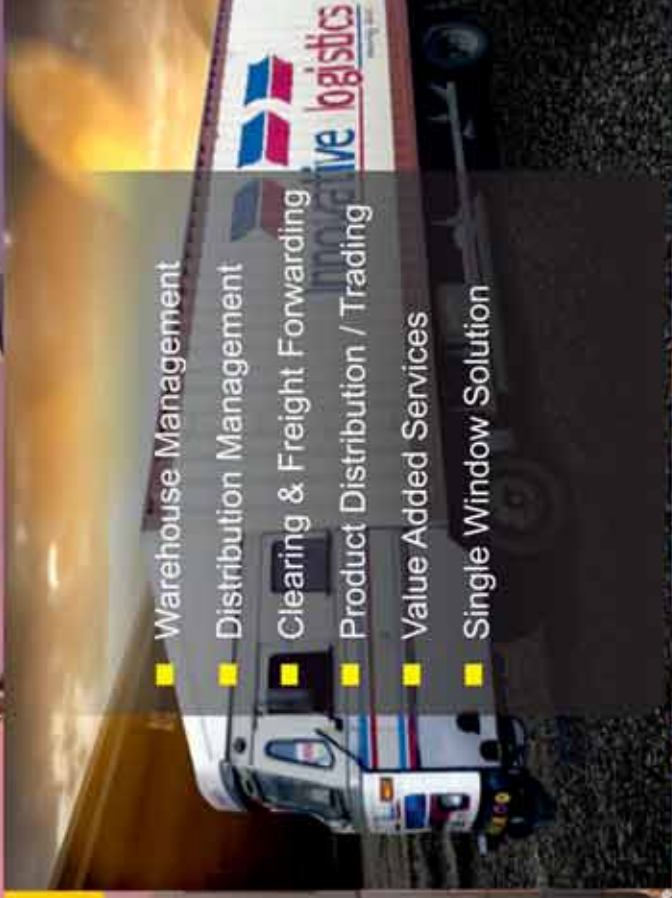 innovative logistics
Warehouse Management
Distribution Management
Clearing & Freight Forwarding
Product Distribution / Trading
Value Added Services
Single Window Solution